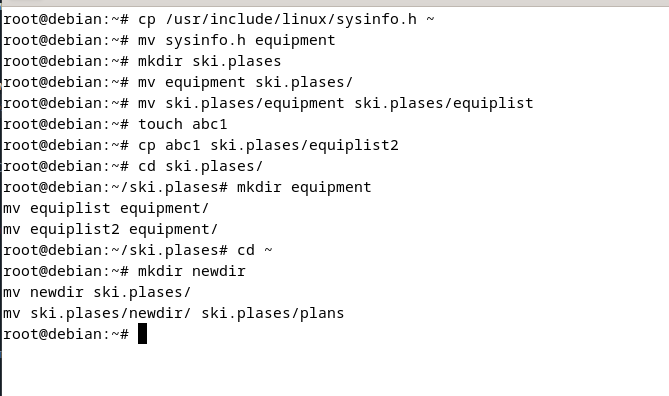 root@debian:~# cp /usr/include/linux/sysinfo.h ~
root@debian:~# mv sysinfo.h equipment
root@debian:~# mkdir ski.plases
root@debian:~# mv equipment ski.plases/
root@debian:~# mv ski.plases/equipment ski.plases/equiplist
root@debian:~# touch abc1
root@debian:~# cp abc1 ski.plases/equiplist2
root@debian:~# cd ski.plases/
root@debian:~/ski.plases# mkdir equipment
mv equiplist equipment/
mv equiplist2 equipment/
root@debian:~/ski.plases# cd ~
root@debian:~# mkdir newdir
mv newdir ski.plases/
mv ski.plases/newdir/ ski.plases/plans
root@debian:~#